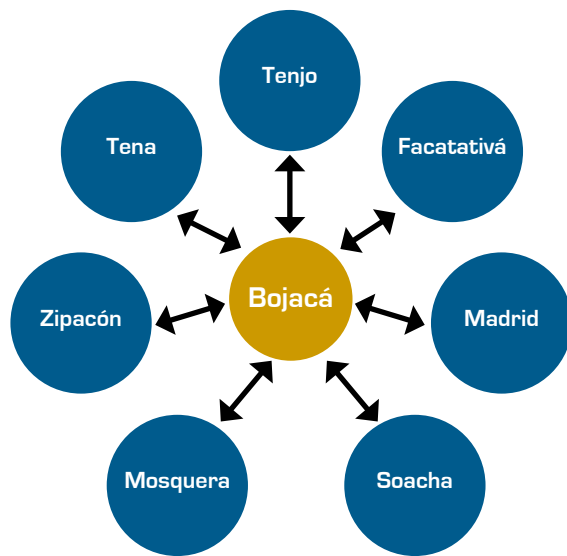 Tenjo
Tena
Facatativá
Bojacá
Zipacón
Madrid
Mosquera
Soacha